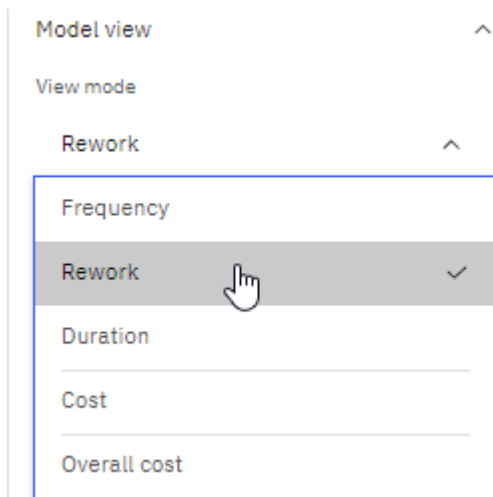 Model view
View mode
Rework
Frequency
Rework
Duration
Cost
Overall cost